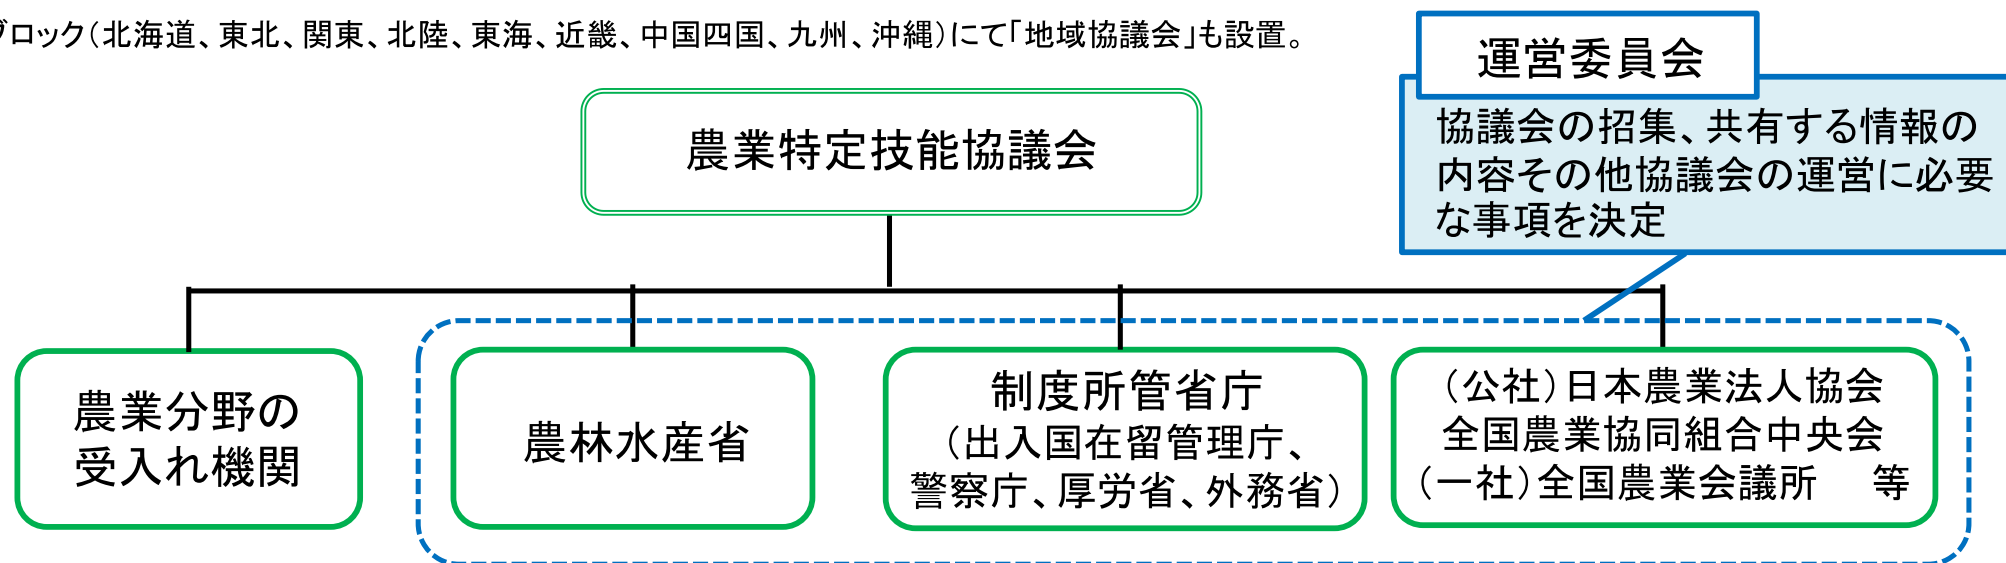 ブロック（北海道、東北、関東、北陸、東海、近畿、中国四国、九州、沖縄）にて「地域協議会」も設置。
運営委員会
協議会の招集、共有する情報の
内容その他協議会の運営に必要
な事項を決定
農業特定技能協議会
農業分野の
受入れ機関
農林水産省
制度所管省庁
（出入国在留管理庁、
警察庁、厚労省、外務省）
（公社）日本農業法人協会
全国農業協同組合中央会
（一社）全国農業会議所　等